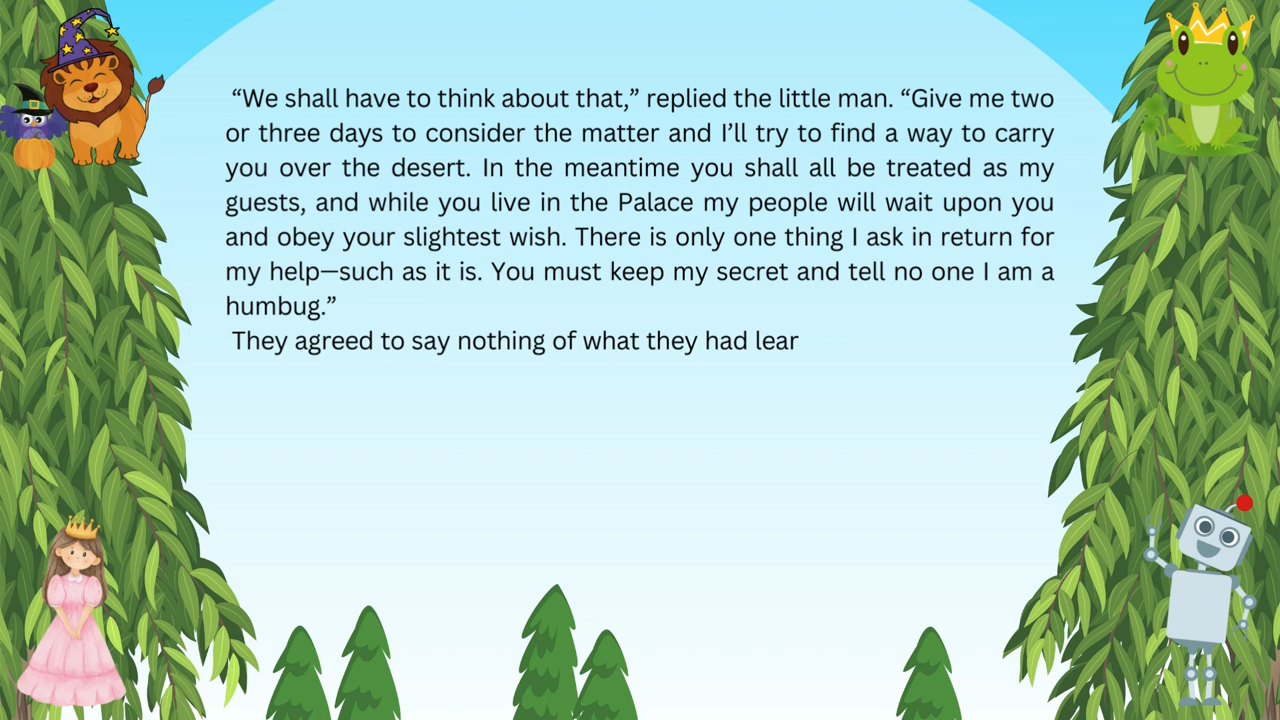 “We shall have to think about that,” replied the little man. “Give me two
or three days to consider the matter and I’ll try to find a way to carry
you over the desert. In the meantime you shall all be treated as my
guests, and while you live in the Palace my people will wait upon you
and obey your slightest wish. There is only one thing I ask in return for
my help—such as it is. You must keep my secret and tell no one I am a
humbug.”
They agreed to say nothing of what they had lear